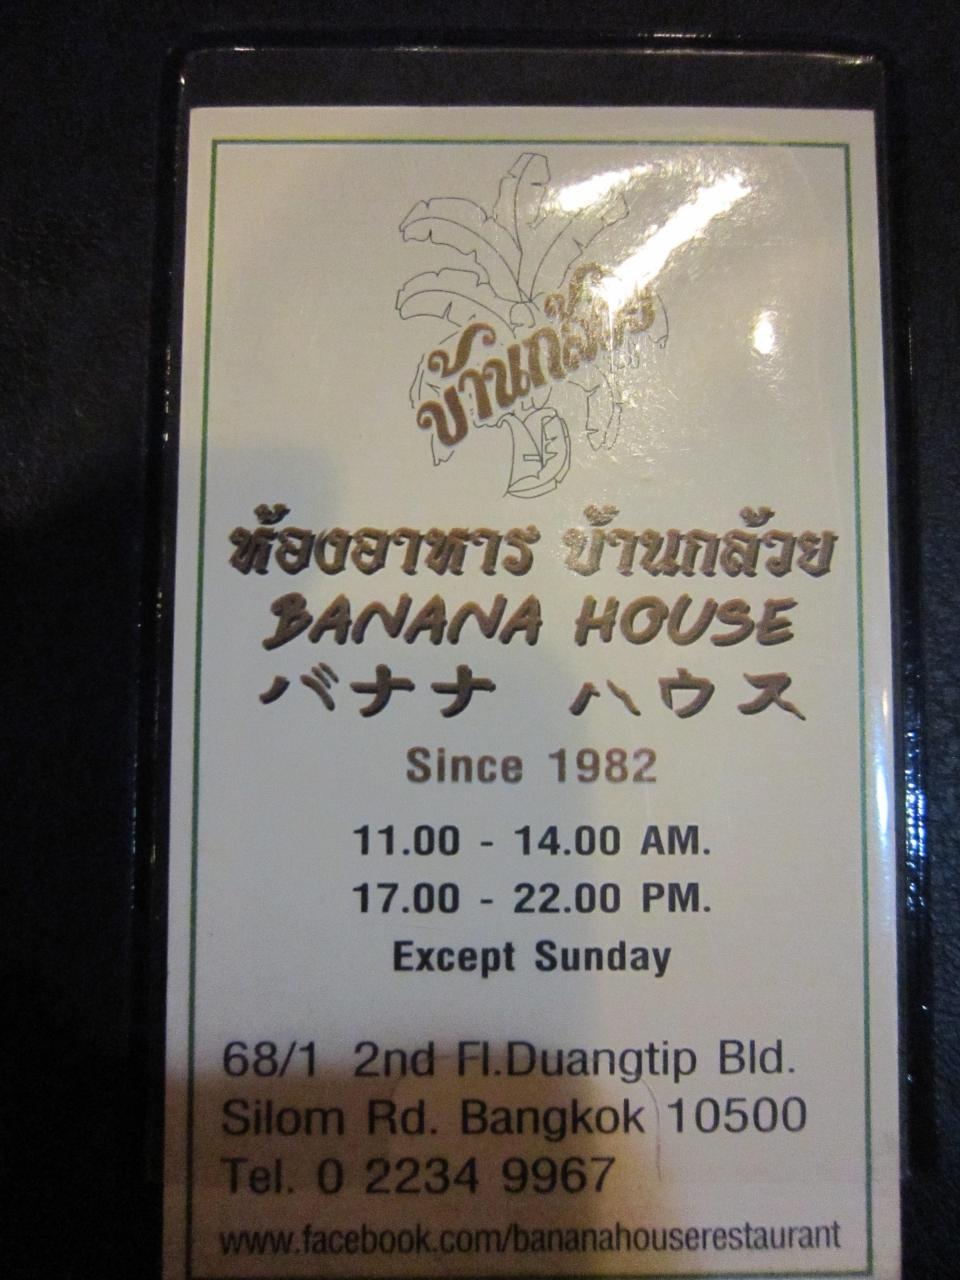 บ้านกล้วย
ห้องอาหาร บ้านกล้วย
BANANA HOUSE
バナナ ハウス
Since 1982
11.00 - 14.00 AM.
17.00 - 22.00 PM.
Except Sunday
68/1 2nd Fl.Duangtip Bld.
Silom Rd. Bangkok 10500
Tel. 0 2234 9967
www.facebook.com/bananahouserestaurant